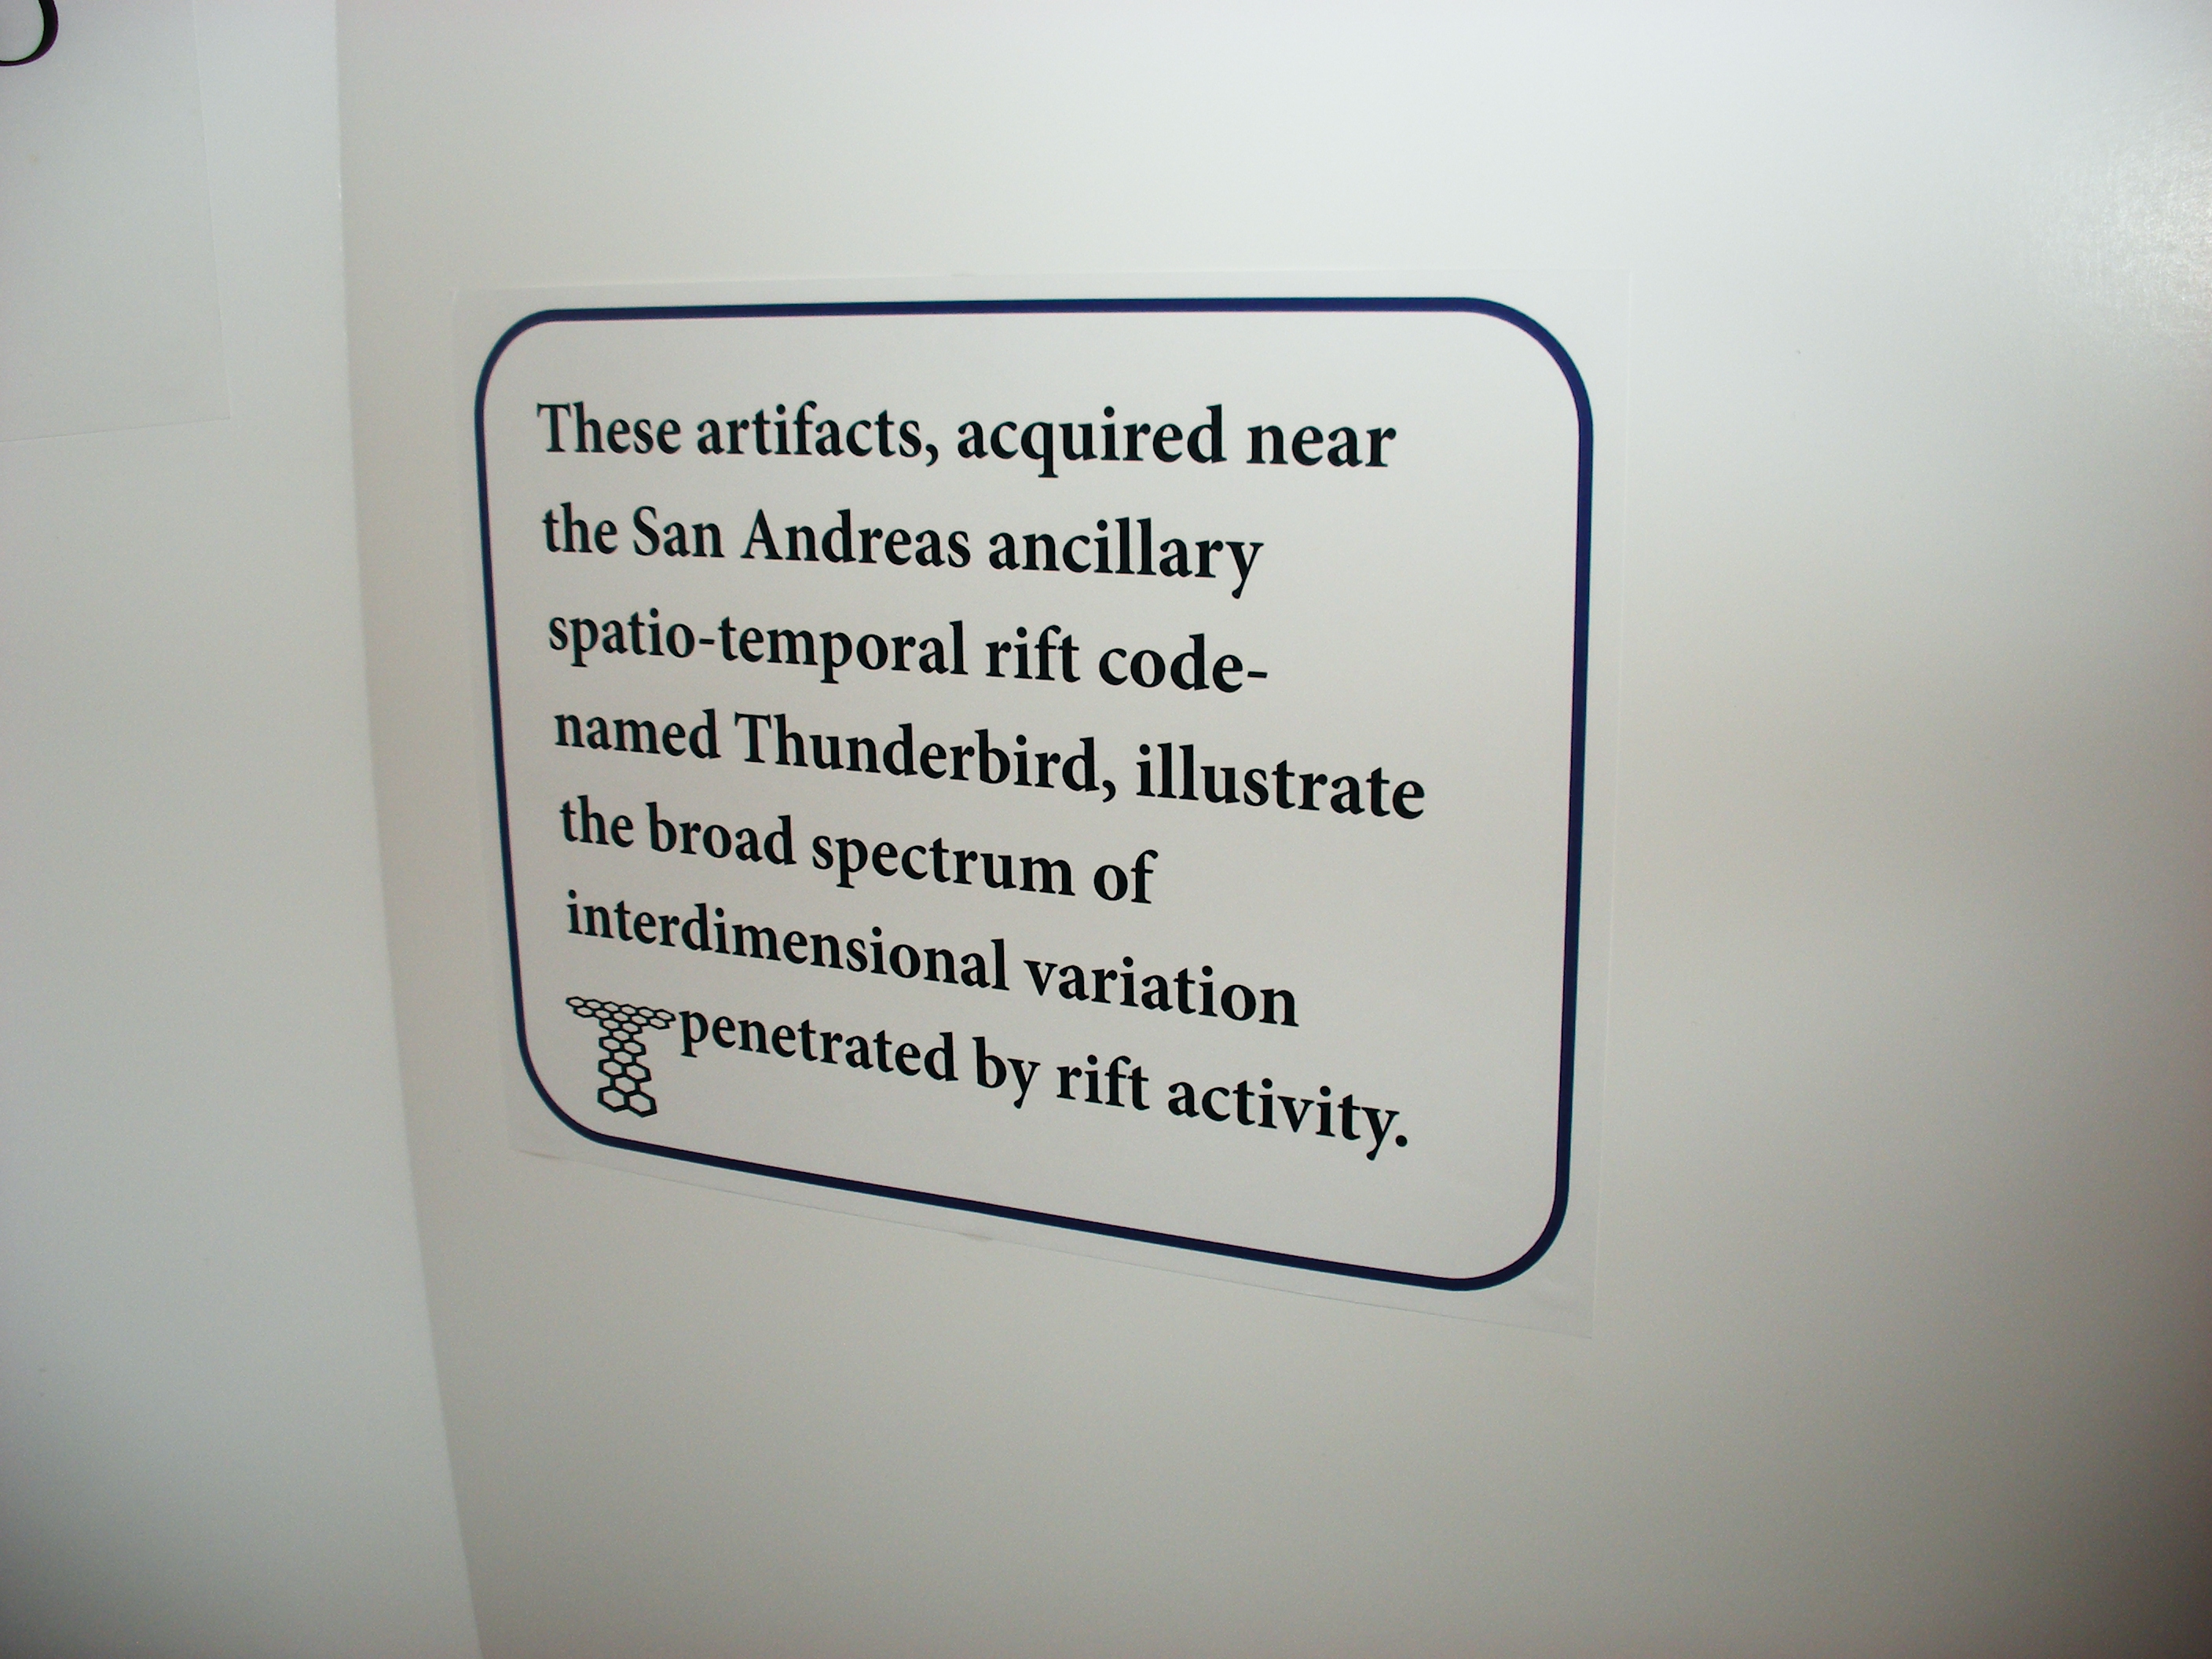 These artifacts, acquired near
the San Andreas ancillary
spatio-temporal rift code-
named Thunderbird, illustrate
the broad spectrum of
interdimensional variation
penetrated by rift activity.